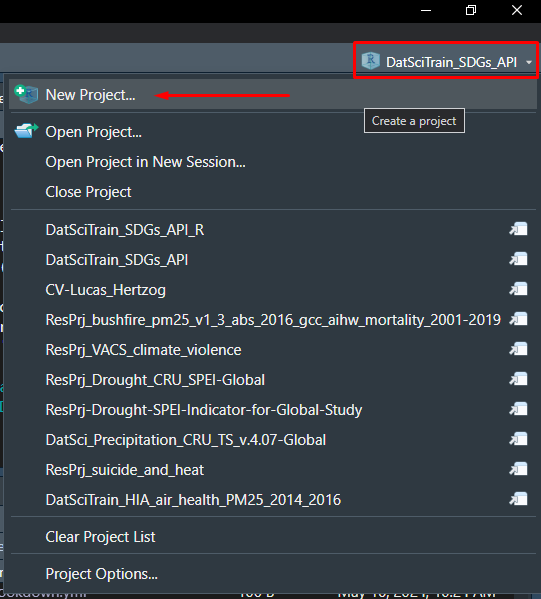 DatSciTrain_SDGs_API
New Project...
Create a project
Open Project...
Open Project in New Session...
Close Project
DatSciTrain_SDGs_API_R
DatSciTrain_SDGs_API
CV-Lucas_Hertzog
ResPrj_bushfire_pm25_v1_3_abs_2016_gcc_aihw_mortality_2001-2019
ResPrj_VACS_climate_violence
ResPrj_Drought_CRU_SPEI-Global
ResPrj-Drought-SPEI-Indicator-for-Global-Study
DatSci_Precipitation_CRU_TS_v.4.07-Global
ResPrj_suicide_and_heat
DatSciTrain_HIA_air_health_PM25_2014_2016
Clear Project List
Project Options...